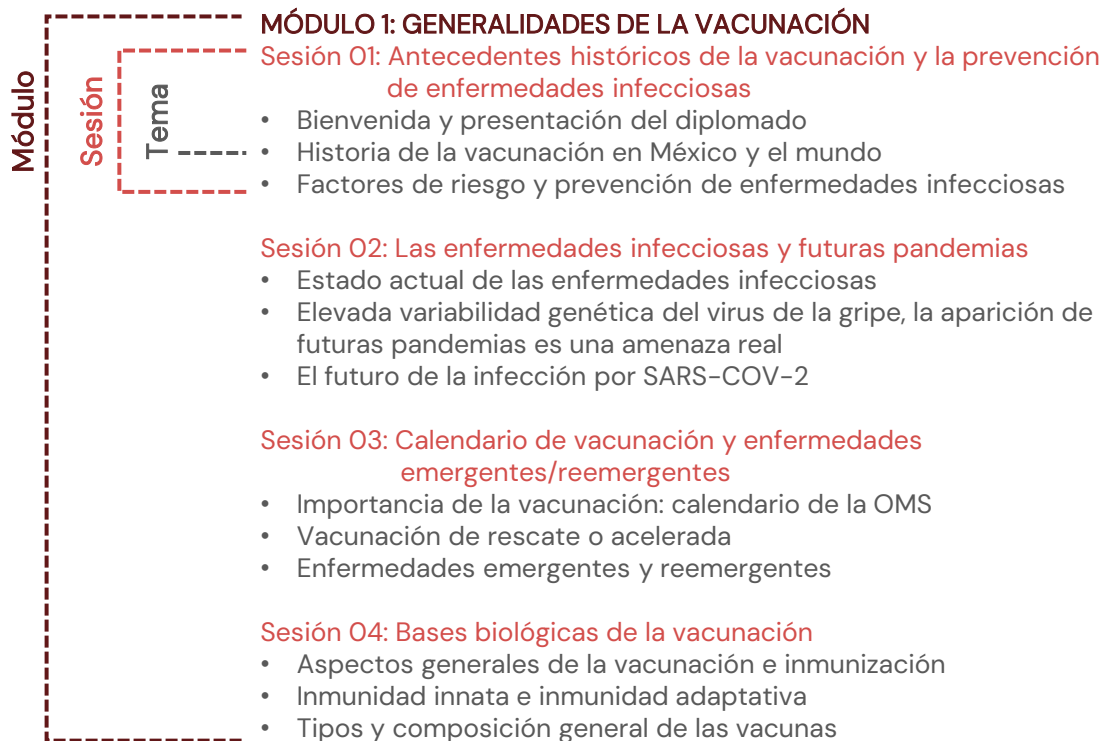 MÓDULO 1: GENERALIDADES DE LA VACUNACIÓN
Sesión 01: Antecedentes históricos de la vacunación y la prevención
de enfermedades infecciosas
• Bienvenida y presentación del diplomado
• Historia de la vacunación en México y el mundo
• Factores de riesgo y prevención de enfermedades infecciosas
Módulo
Sesión
Tema
Sesión 02: Las enfermedades infecciosas y futuras pandemias
• Estado actual de las enfermedades infecciosas
• Elevada variabilidad genética del virus de la gripe, la aparición de
futuras pandemias es una amenaza real
• El futuro de la infección por SARS-COV-2
Sesión 03: Calendario de vacunación y enfermedades
emergentes/reemergentes
• Importancia de la vacunación: calendario de la OMS
• Vacunación de rescate o acelerada
• Enfermedades emergentes y reemergentes
Sesión 04: Bases biológicas de la vacunación
• Aspectos generales de la vacunación e inmunización
• Inmunidad innata e inmunidad adaptativa
• Tipos y composición general de las vacunas